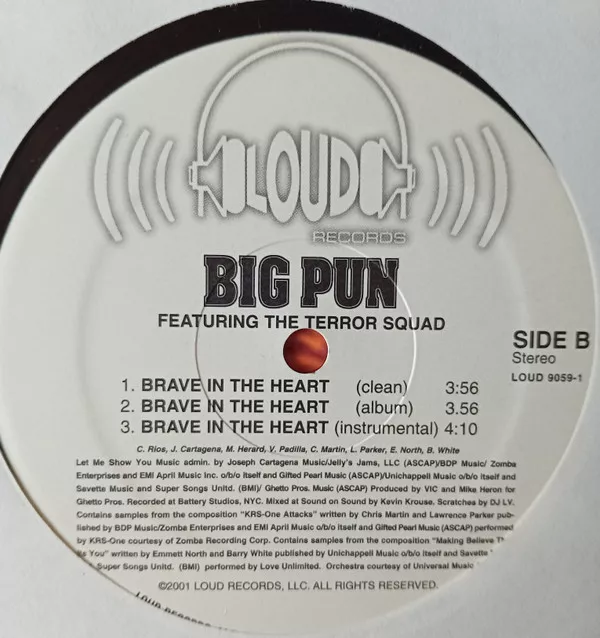 LOUD
RECORDS
BIG PUN
FEATURING THE TERROR SQUAD
SIDE B
Stereo
LOUD 9059-1
1. BRAVE IN THE HEART (clean) 3:56
2. BRAVE IN THE HEART (album) 3.56
3. BRAVE IN THE HEART (instrumental) 4:10
C. Rios, J. Cartagena, M. Herard, V. Padilla, C. Martin, L. Parker, E. North, B. White
Let Me Show You Music admin. by Joseph Cartagena Music/Jelly's Jams, LLC (ASCAP)/BDP Music/ Zomba
Enterprises and EMI April Music Inc. o/b/o itself and Gifted Pearl Music (ASCAP)/Unichappell Music o/b/o itself and
Savette Music and Super Songs Unitd. (BMI)/ Ghetto Pros. Music (ASCAP) Produced by VIC and Mike Heron for
Ghetto Pros. Recorded at Battery Studios, NYC. Mixed at Sound on Sound by Kevin Krouse. Scratches by DJ LV.
Contains samples from the composition "KRS-One Attacks" written by Chris Martin and Lawrence Parker pub-
lished by BDP Music/Zomba Enterprises and EMI April Music o/b/o itself and Gifted Pearl Music (ASCAP) performed
by KRS-One courtesy of Zomba Recording Corp. Contains samples from the composition "Making Believe
You" written by Emmett North and Barry White published by Unichappell Music o/b/o itself and Savette
Super Songs Unitd. (BMI) performed by Love Unlimited. Orchestra courtesy of Universal Music
©2001 LOUD RECORDS, LLC. ALL RIGHTS RESERVED.
LOUD RECORDS